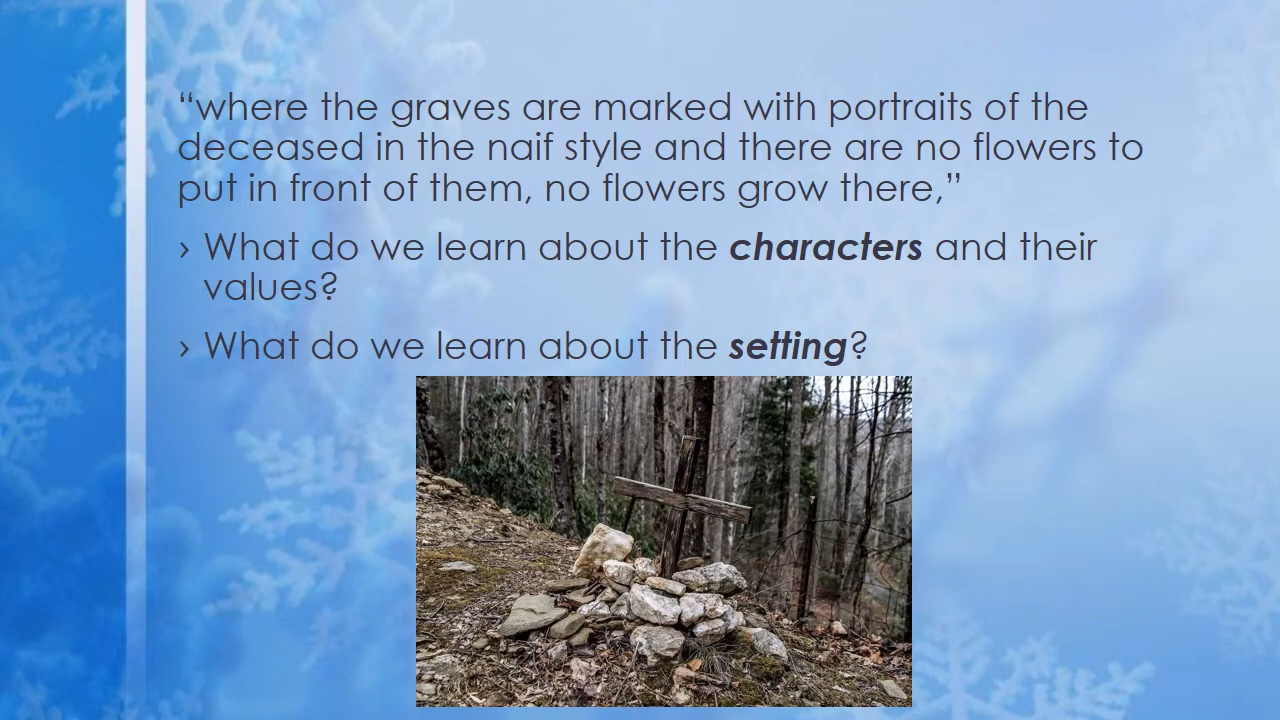 “where the graves are marked with portraits of the
deceased in the naif style and there are no flowers to
put in front of them, no flowers grow there,”
› What do we learn about the characters and their
values?
› What do we learn about the setting?